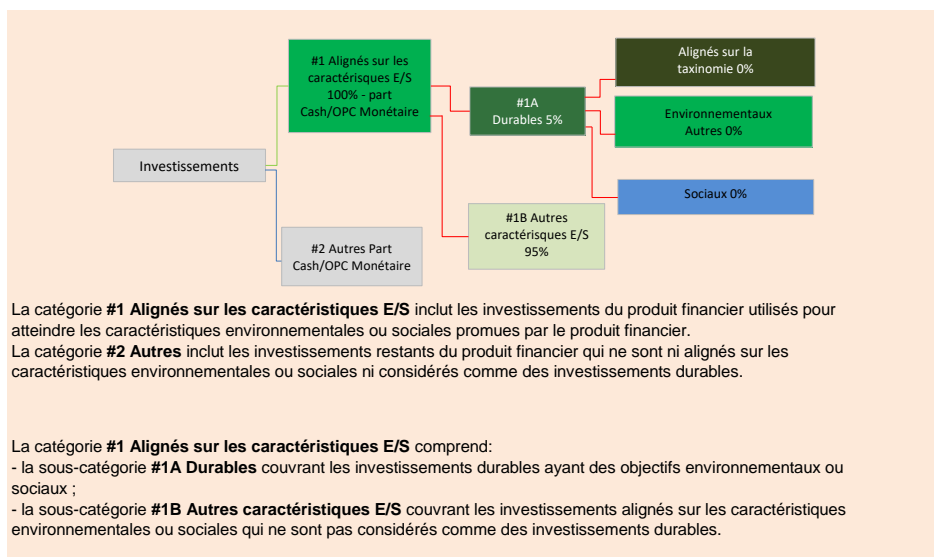 #1 Alignés sur les
caractérisques E/S
100% - part
Cash/OPC Monétaire
Alignés sur la
taxinomie 0%
#1A
Durables 5%
Environnementaux
Autres 0%
Investissements
Sociaux 0%
#1B Autres
caractérisques E/S
95%
#2 Autres Part
Cash/OPC Monétaire
La catégorie #1 Alignés sur les caractéristiques E/S inclut les investissements du produit financier utilisés pour
atteindre les caractéristiques environnementales ou sociales promues par le produit financier.
La catégorie #2 Autres inclut les investissements restants du produit financier qui ne sont ni alignés sur les
caractéristiques environnementales ou sociales ni considérés comme des investissements durables.
La catégorie #1 Alignés sur les caractéristiques E/S comprend:
- la sous-catégorie #1A Durables couvrant les investissements durables ayant des objectifs environnementaux ou
sociaux ;
- la sous-catégorie #1B Autres caractéristiques E/S couvrant les investissements alignés sur les caractéristiques
environnementales ou sociales qui ne sont pas considérés comme des investissements durables.